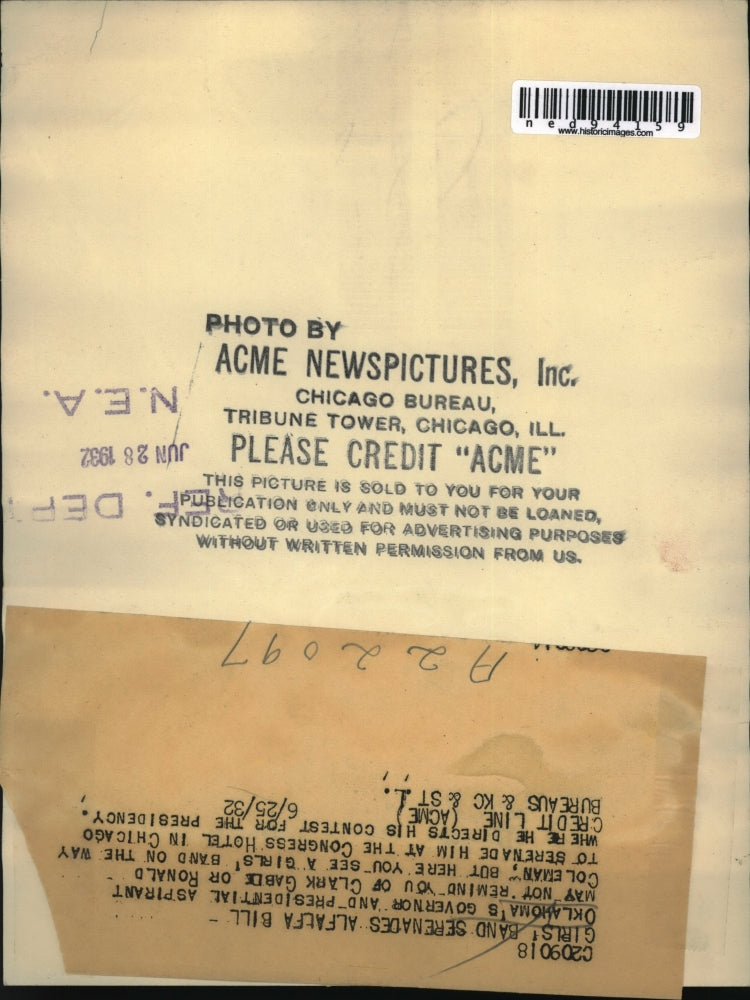 ned94159
www.historicimages.com
PHOTO BY
ACME NEWSPICTURES, Inc.
CHICAGO BUREAU,
TRIBUNE TOWER, CHICAGO, ILL.
PLEASE CREDIT "ACME"
THIS PICTURE IS SOLD TO YOU FOR YOUR
PUBLICATION ONLY AND MUST NOT BE LOANED,
SYNDICATED OR USED FOR ADVERTISING PURPOSES
WITHOUT WRITTEN PERMISSION FROM US.
REF. DEPT.
JUN 28 1932
N.E.A.
C209018
GIRLS' BAND SERENADES ALFALFA BILL -
OKLAHOMA'S GOVERNOR AND PRESIDENTIAL ASPIRANT
MAY NOT "REMIND YOU OF CLARK GABLE OR RONALD
COLEMAN" BUT HERE YOU SEE A GIRLS' BAND ON THE WAY
TO SERENADE HIM AT THE CONGRESS HOTEL IN CHICAGO
WHERE HE DIRECTS HIS CONTEST FOR THE PRESIDENCY.
CREDIT LINE (ACME) 6/25/32
BUREAUS & KC & ST L.
A22097